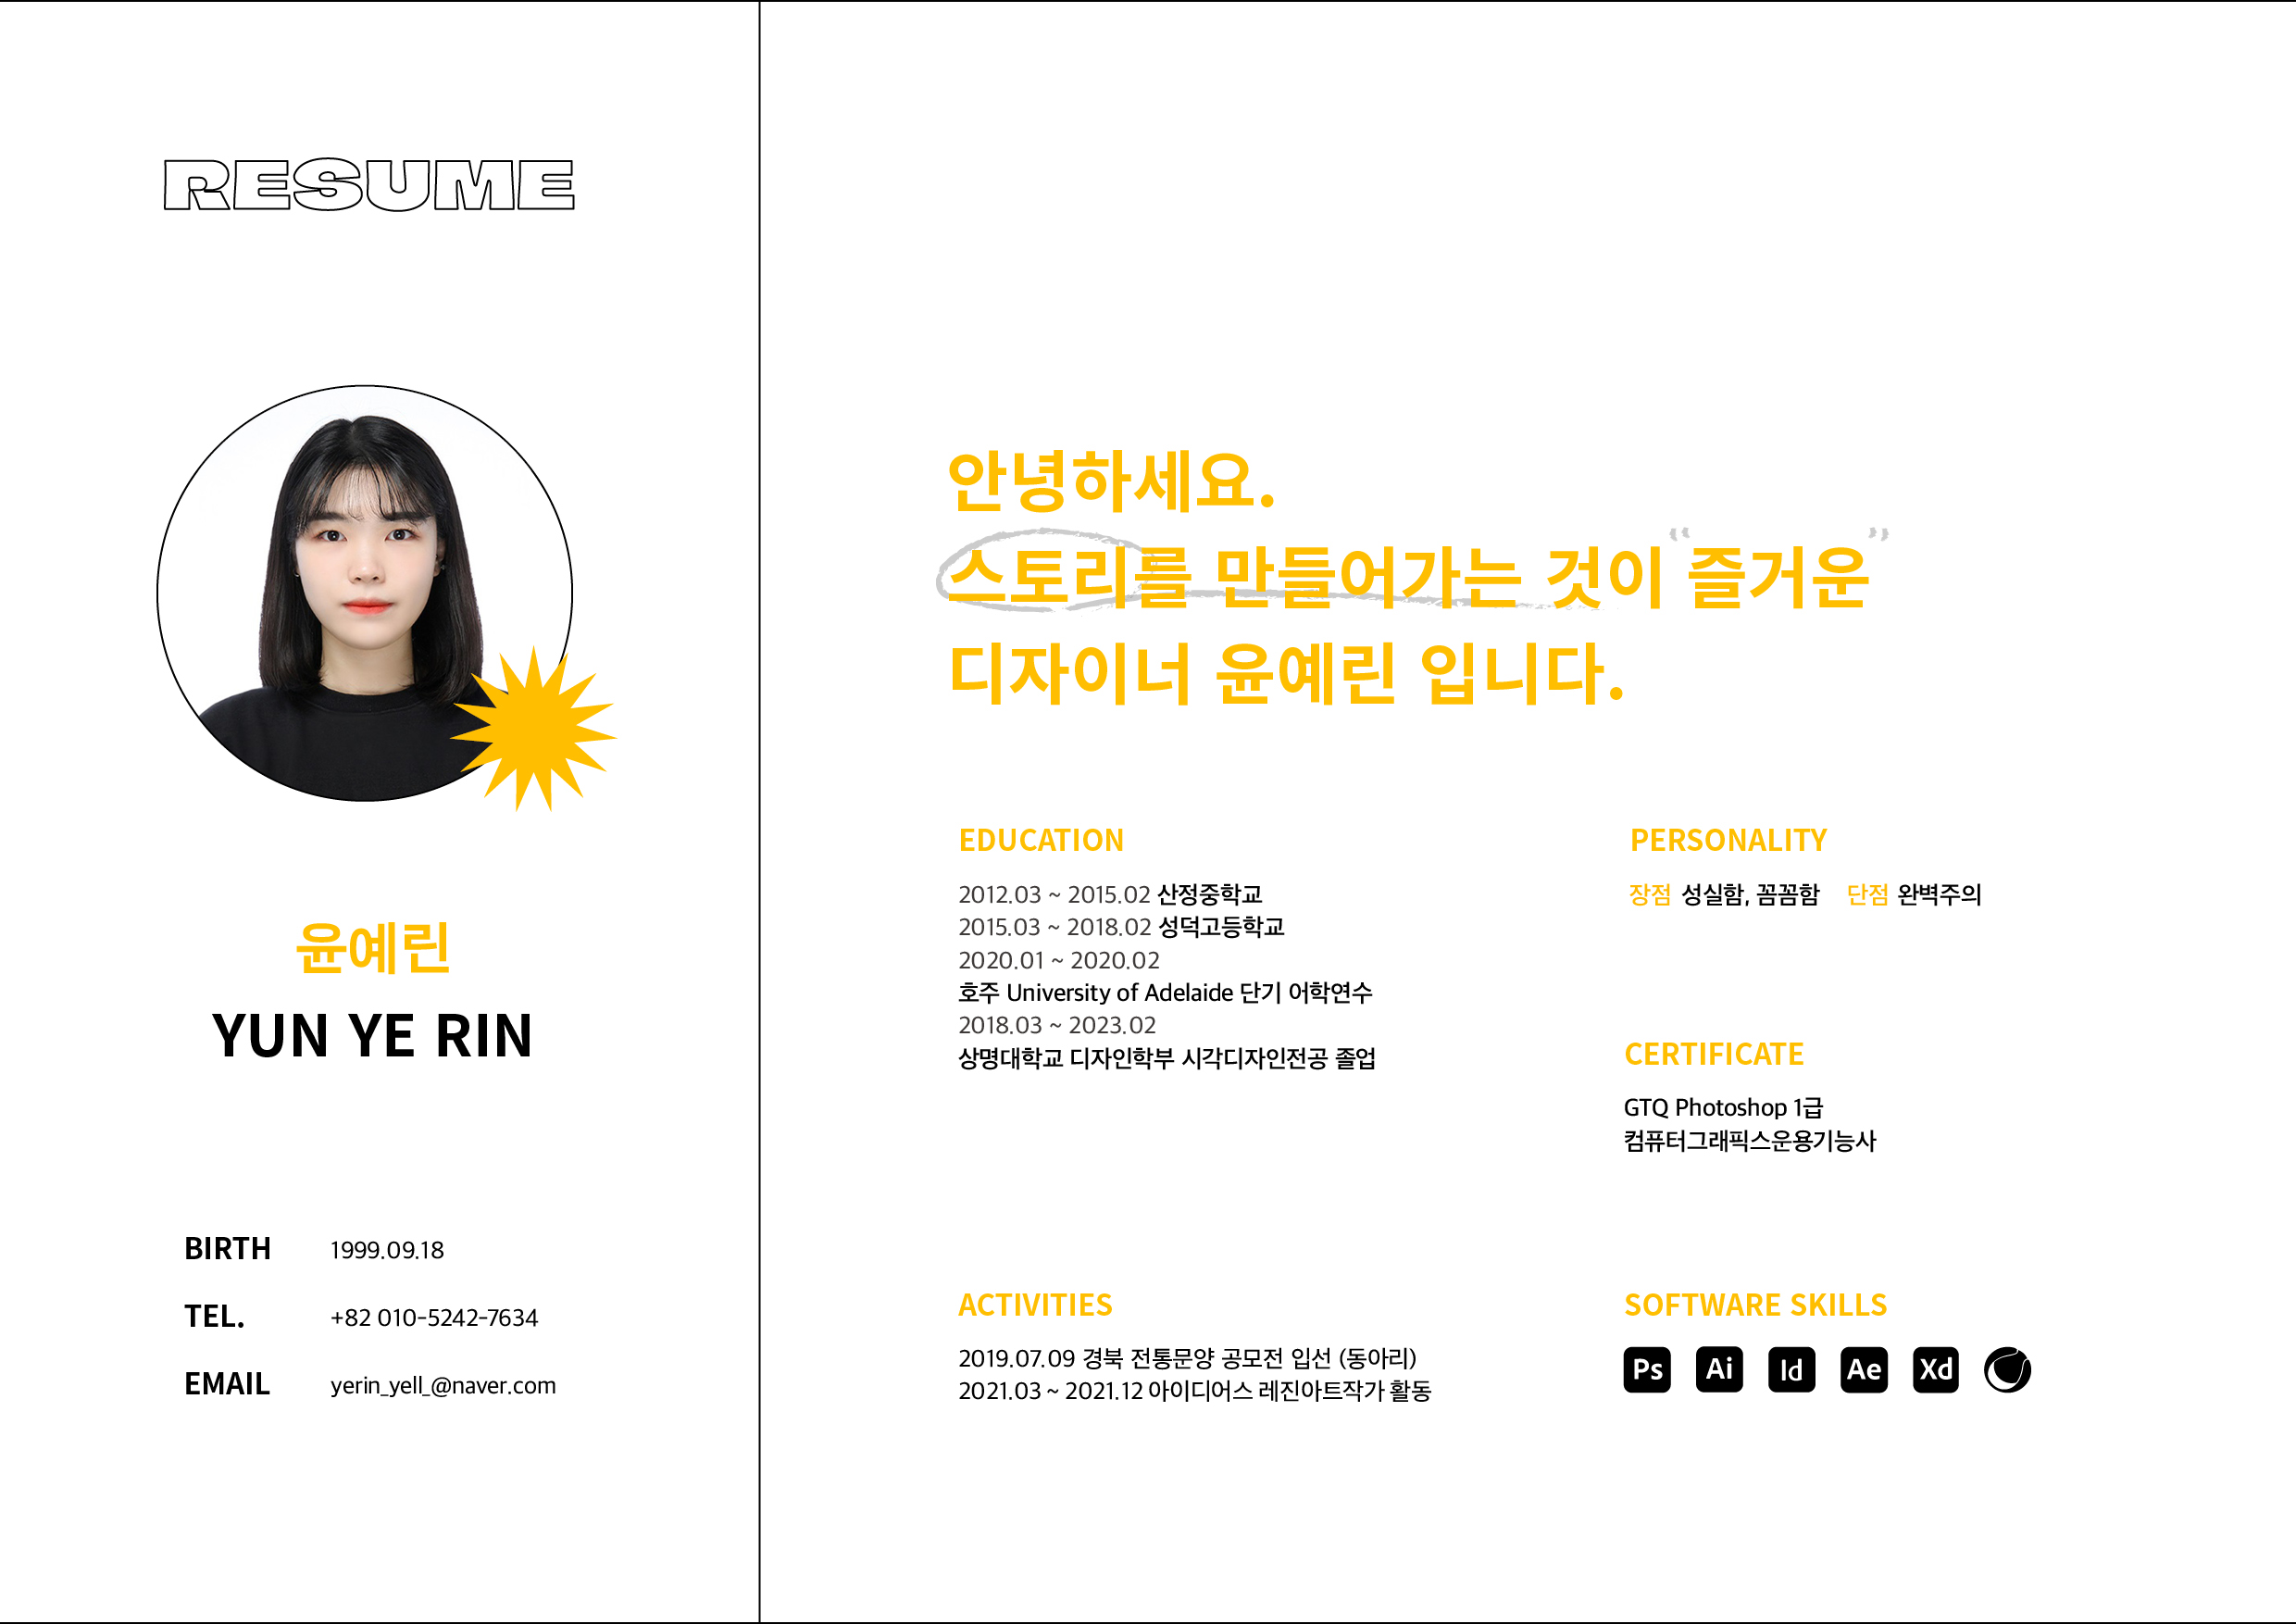 RESUME
윤예린
YUN YE RIN
BIRTH 1999.09.18
TEL. +82 010-5242-7634
EMAIL yerin_yell_@naver.com
안녕하세요.
스토리를 만들어가는 것이 “즐거운”
디자이너 윤예린 입니다.
EDUCATION
2012.03 ~ 2015.02 산정중학교
2015.03 ~ 2018.02 성덕고등학교
2020.01 ~ 2020.02
호주 University of Adelaide 단기 어학연수
2018.03 ~ 2023.02
상명대학교 디자인학부 시각디자인전공 졸업
PERSONALITY
장점 성실함, 꼼꼼함 단점 완벽주의
CERTIFICATE
GTQ Photoshop 1급
컴퓨터그래픽스운용기능사
ACTIVITIES
2019.07.09 경북 전통문양 공모전 입선 (동아리)
2021.03 ~ 2021.12 아이디어스 레진아트작가 활동
SOFTWARE SKILLS
Ps Ai Id Ae Xd